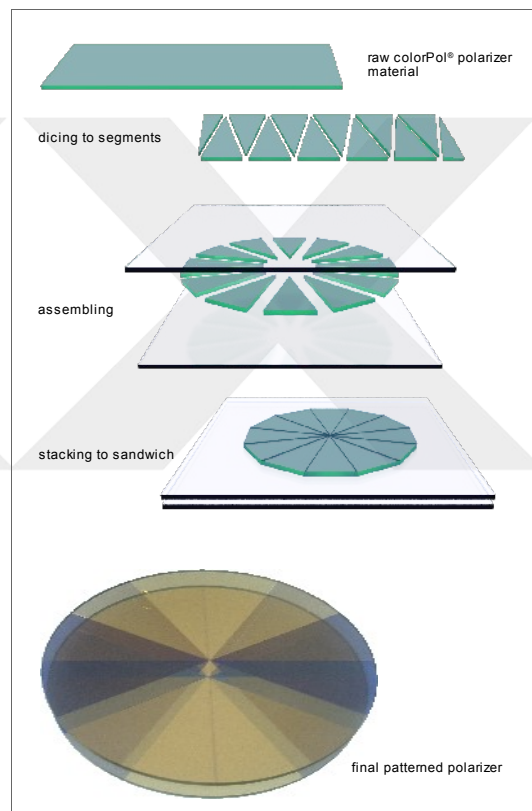 raw colorPol® polarizer
material
dicing to segments
assembling
stacking to sandwich
final patterned polarizer